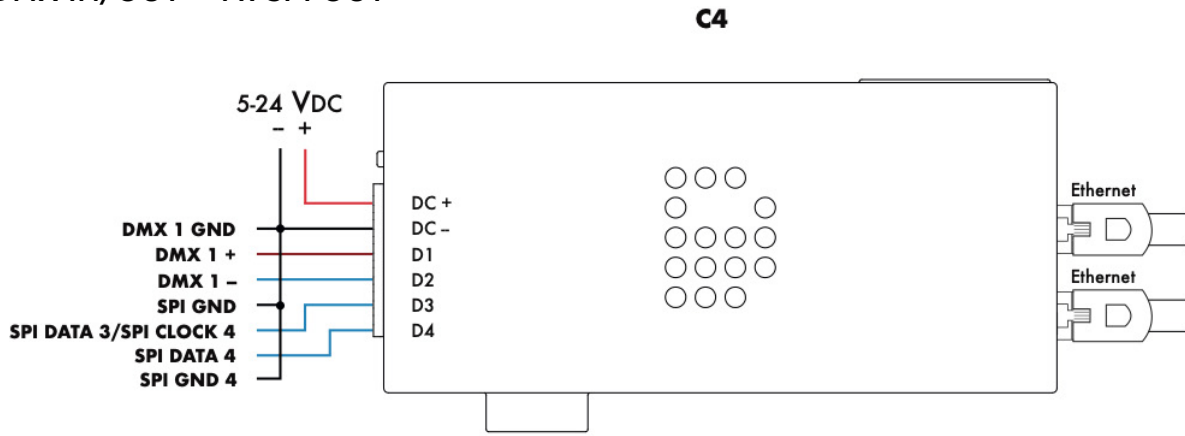 C4
5-24 VDC
– +
DMX 1 GND
DMX 1 +
DMX 1 –
SPI GND
SPI DATA 3/SPI CLOCK 4
SPI DATA 4
SPI GND 4
DC +
DC –
D1
D2
D3
D4
Ethernet
Ethernet